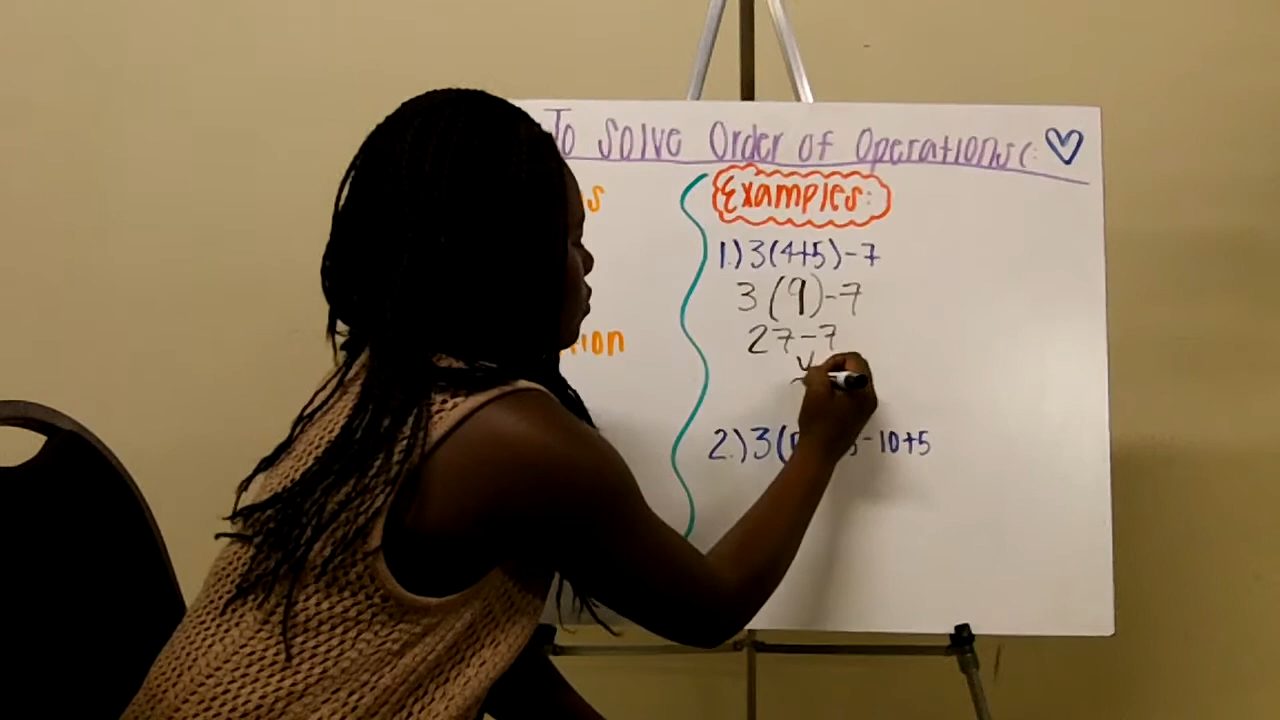 To Solve Order of Operations(:
Examples:
1.) 3(4+5)-7
3(9)-7
27-7
2.) 3( -10+5